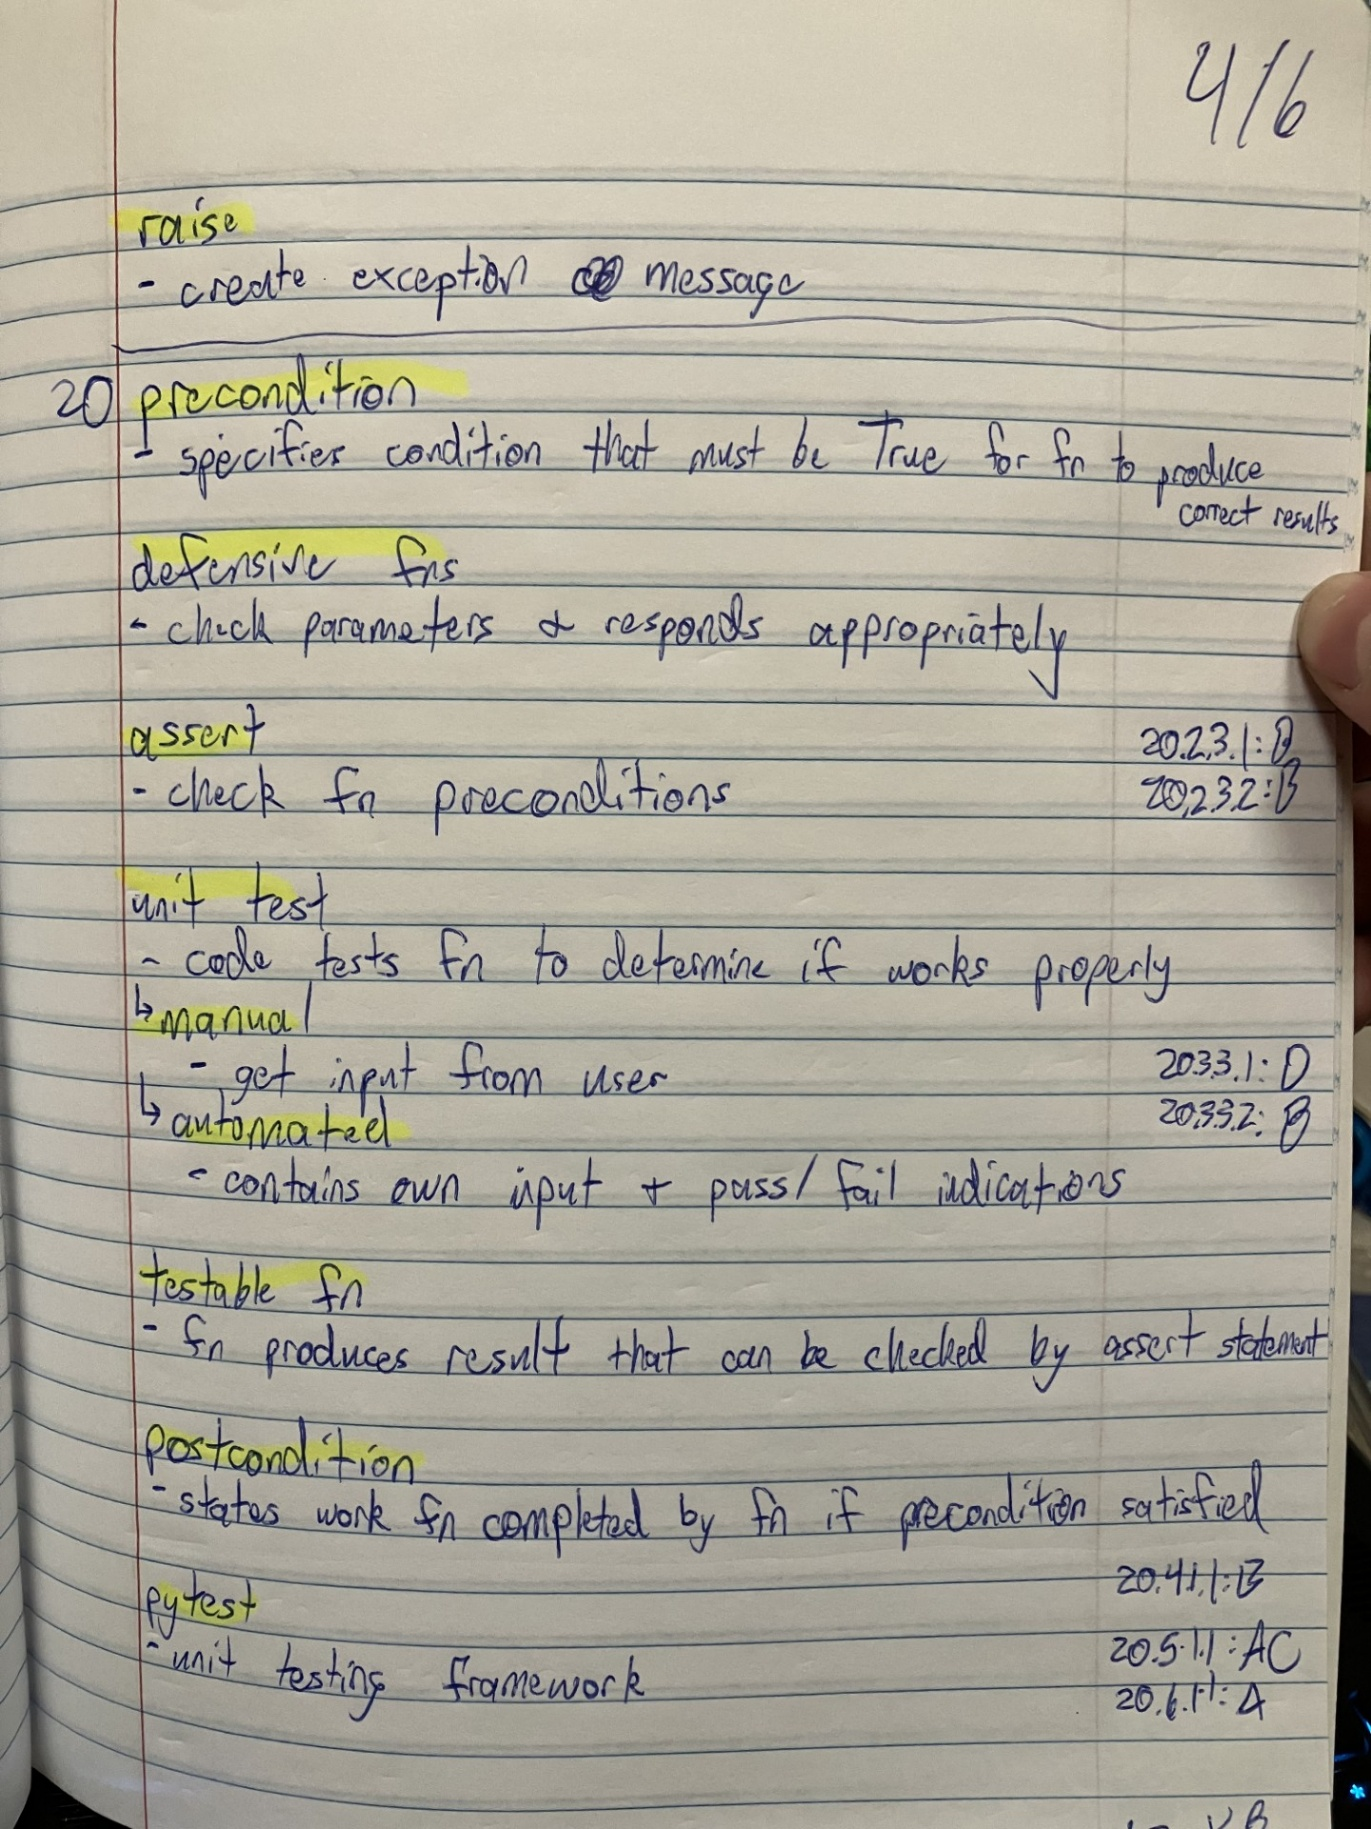 4/6
raise
- create exception message
20 precondition
- specifies condition that must be True for fn to produce
correct results
defensive fns
- check parameters & responds appropriately
assert
20.2.3.1: D
- check fn preconditions
20.2.3.2: B
unit test
- code tests fn to determine if works properly
↳ manual
- get input from user
20.3.3.1: D
↳ automated
20.3.3.2: B
- contains own input + pass/fail indications
testable fn
- fn produces result that can be checked by assert statement
postcondition
- states work fn completed by fn if precondition satisfied
20.4.1.1: B
pytest
- unit testing framework
20.5.1.1: AC
20.6.1.1: A